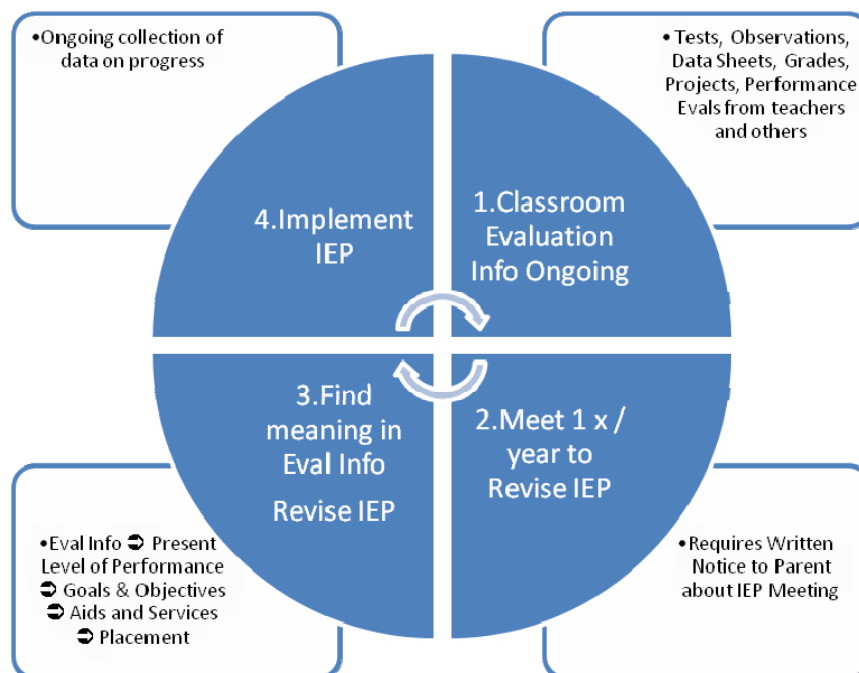 •Ongoing collection of
data on progress
•Tests, Observations,
Data Sheets, Grades,
Projects, Performance
Evals from teachers
and others
4.Implement
IEP
1.Classroom
Evaluation
Info Ongoing
3.Find
meaning in
Eval Info
Revise IEP
2.Meet 1 x /
year to
Revise IEP
•Eval Info ➲ Present
Level of Performance
➲ Goals & Objectives
➲ Aids and Services
➲ Placement
•Requires Written
Notice to Parent
about IEP Meeting